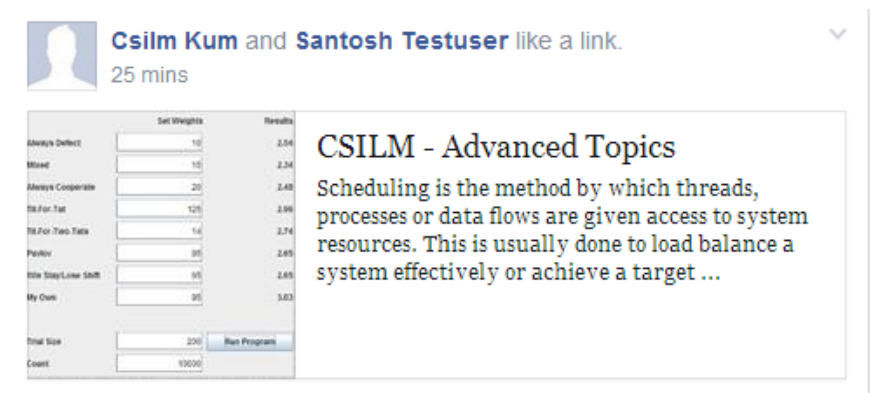 Csilm Kum and Santosh Testuser like a link.
25 mins
Set Weights Results
Always Defect 10 2.54
Mixed 10 2.34
Always Cooperate 20 2.48
Tit-For-Tat 125 2.96
Tit-For-Two-Tats 14 2.74
Pavlov 95 2.65
Win Stay/Lose Shift 95 2.65
My Own 95 3.03
Trial Size 200 Run Program
Count 10000
CSILM - Advanced Topics
Scheduling is the method by which threads,
processes or data flows are given access to system
resources. This is usually done to load balance a
system effectively or achieve a target ...